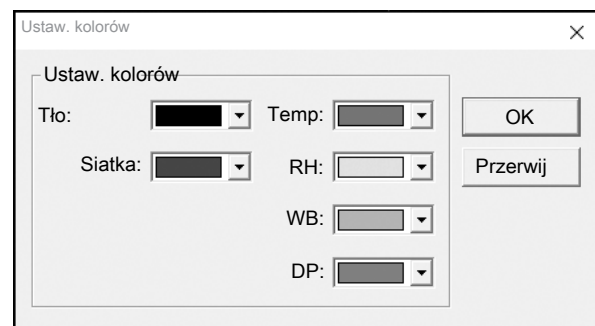 Ustaw. kolorów
Ustaw. kolorów
Tło: Temp: OK
Siatka: RH: Przerwij
WB:
DP: